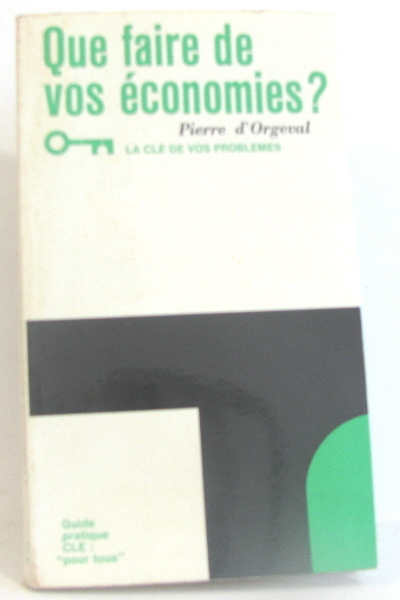 Que faire de
vos économies?
Pierre d'Orgeval
LA CLE DE VOS PROBLEMES
Guide
pratique
CLE :
"pour tous"